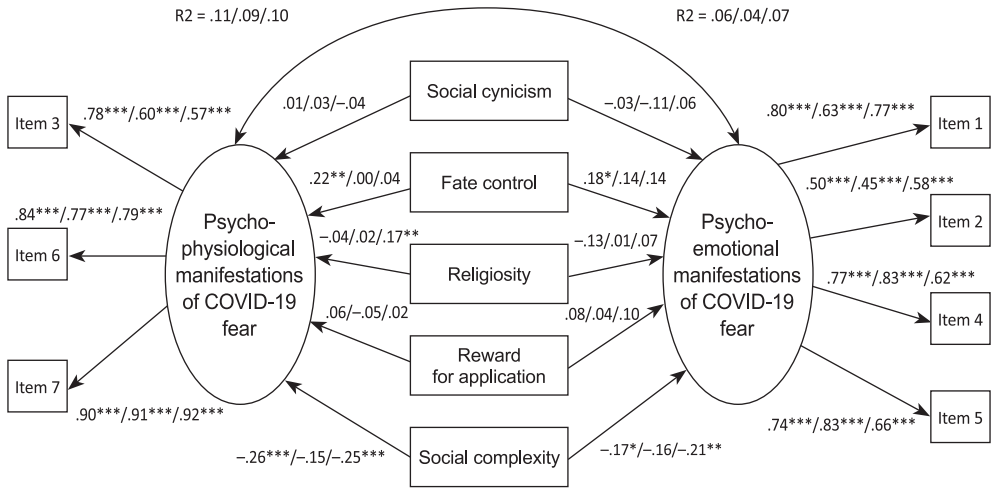 R2 = .11/.09/.10
R2 = .06/.04/.07
Item 3
.78***/.60***/.57***
.01/.03/–.04
Social cynicism
–.03/–.11/.06
.80***/.63***/.77***
Item 1
.22**/.00/.04
Fate control
.18*/.14/.14
.50***/.45***/.58***
Item 2
.84***/.77***/.79***
Item 6
Psycho-
physiological
manifestations
of COVID-19
fear
–.04/.02/.17**
Religiosity
–.13/.01/.07
Psycho-
emotional
manifestations
of COVID-19
fear
.77***/.83***/.62***
Item 4
.06/–.05/.02
Reward
for application
.08/.04/.10
Item 7
.90***/.91***/.92***
.74***/.83***/.66***
Item 5
–.26***/–.15/–.25***
Social complexity
–.17*/–.16/–.21**